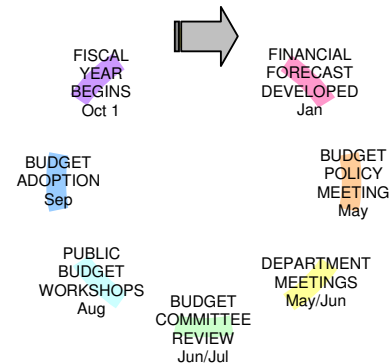 FISCAL
YEAR
BEGINS
Oct 1
FINANCIAL
FORECAST
DEVELOPED
Jan
BUDGET
POLICY
MEETING
May
DEPARTMENT
MEETINGS
May/Jun
BUDGET
COMMITTEE
REVIEW
Jun/Jul
PUBLIC
BUDGET
WORKSHOPS
Aug
BUDGET
ADOPTION
Sep